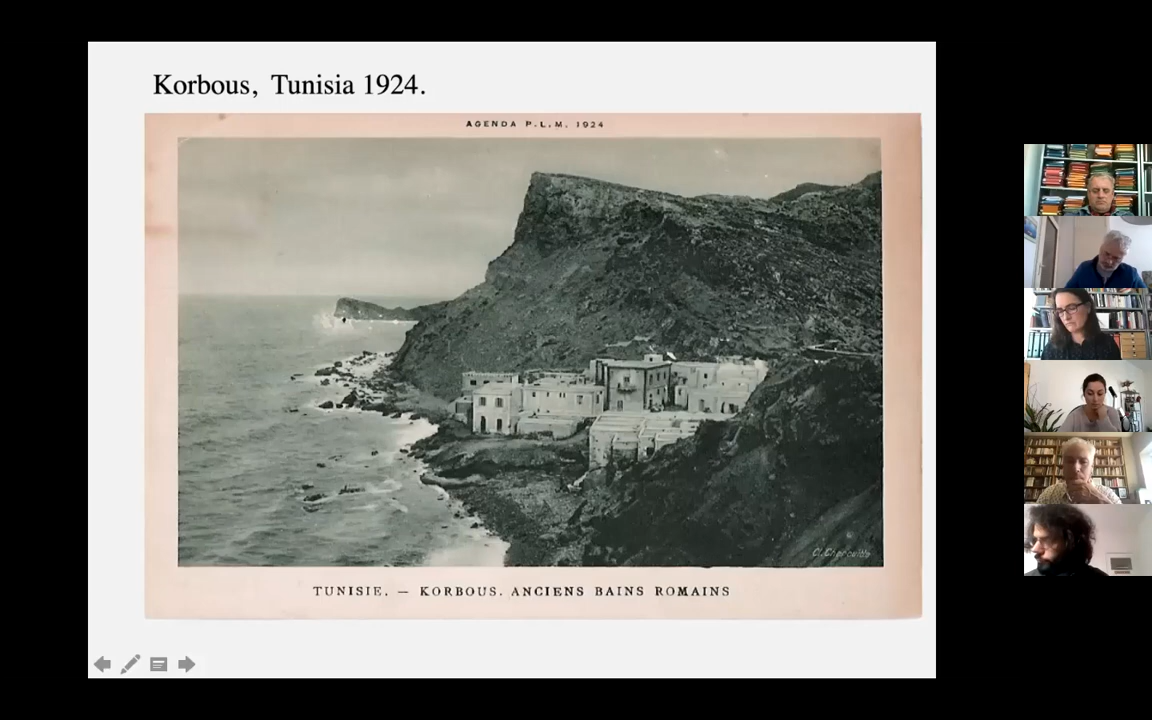 Korbous, Tunisia 1924.
AGENDA P.L.M. 1924
TUNISIE. — KORBOUS. ANCIENS BAINS ROMAINS